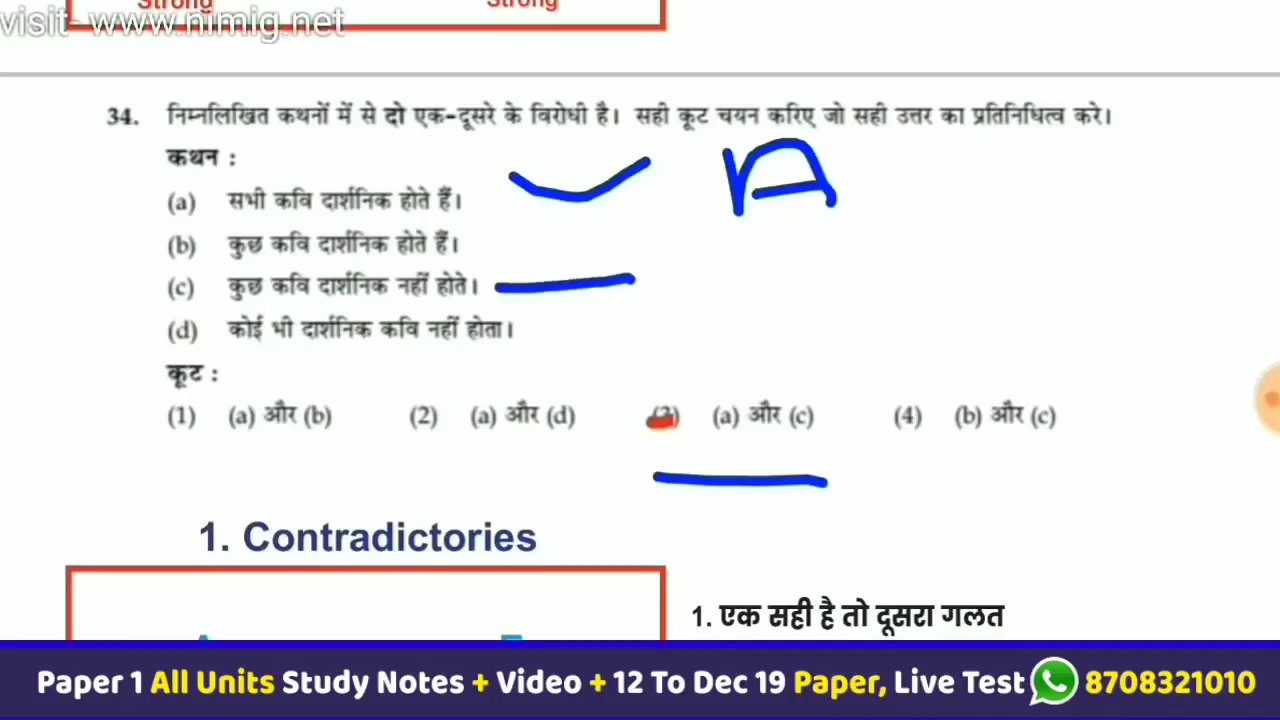 Strong Strong
visit- www.nimig.net
34. निम्नलिखित कथनों में से दो एक-दूसरे के विरोधी है। सही कूट चयन करिए जो सही उत्तर का प्रतिनिधित्व करे।
कथन :
A
(a) सभी कवि दार्शनिक होते हैं।
(b) कुछ कवि दार्शनिक होते हैं।
(c) कुछ कवि दार्शनिक नहीं होते।
(d) कोई भी दार्शनिक कवि नहीं होता।
कूट :
(1) (a) और (b) (2) (a) और (d) (3) (a) और (c) (4) (b) और (c)
1. Contradictories
1. एक सही है तो दूसरा गलत
Paper 1 All Units Study Notes + Video + 12 To Dec 19 Paper, Live Test 8708321010